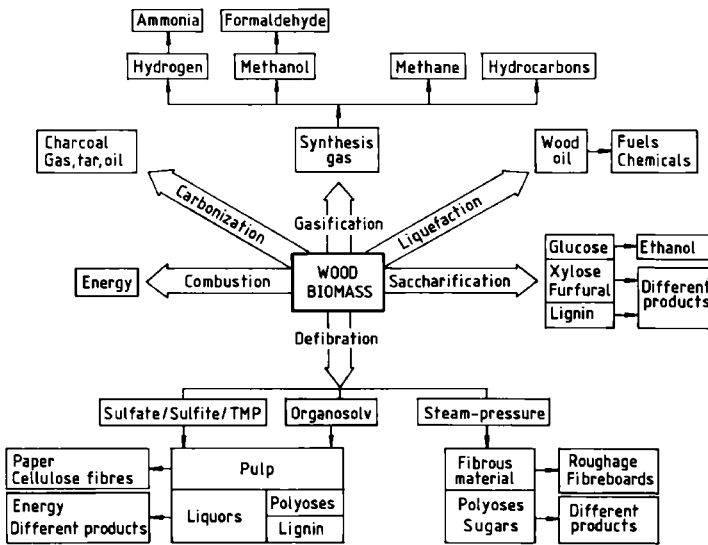 Ammonia
Formaldehyde
Hydrogen
Methanol
Methane
Hydrocarbons
Charcoal
Gas, tar, oil
Synthesis
gas
Wood
oil
Fuels
Chemicals
Carbonization
Gasification
Liquefaction
Energy
Combustion
WOOD
BIOMASS
Saccharification
Glucose
Ethanol
Xylose
Furfural
Different
products
Lignin
Defibration
Sulfate/Sulfite/TMP
Organosolv
Steam-pressure
Paper
Cellulose fibres
Pulp
Fibrous
material
Roughage
Fibreboards
Energy
Different products
Liquors
Polyoses
Lignin
Polyoses
Sugars
Different
products